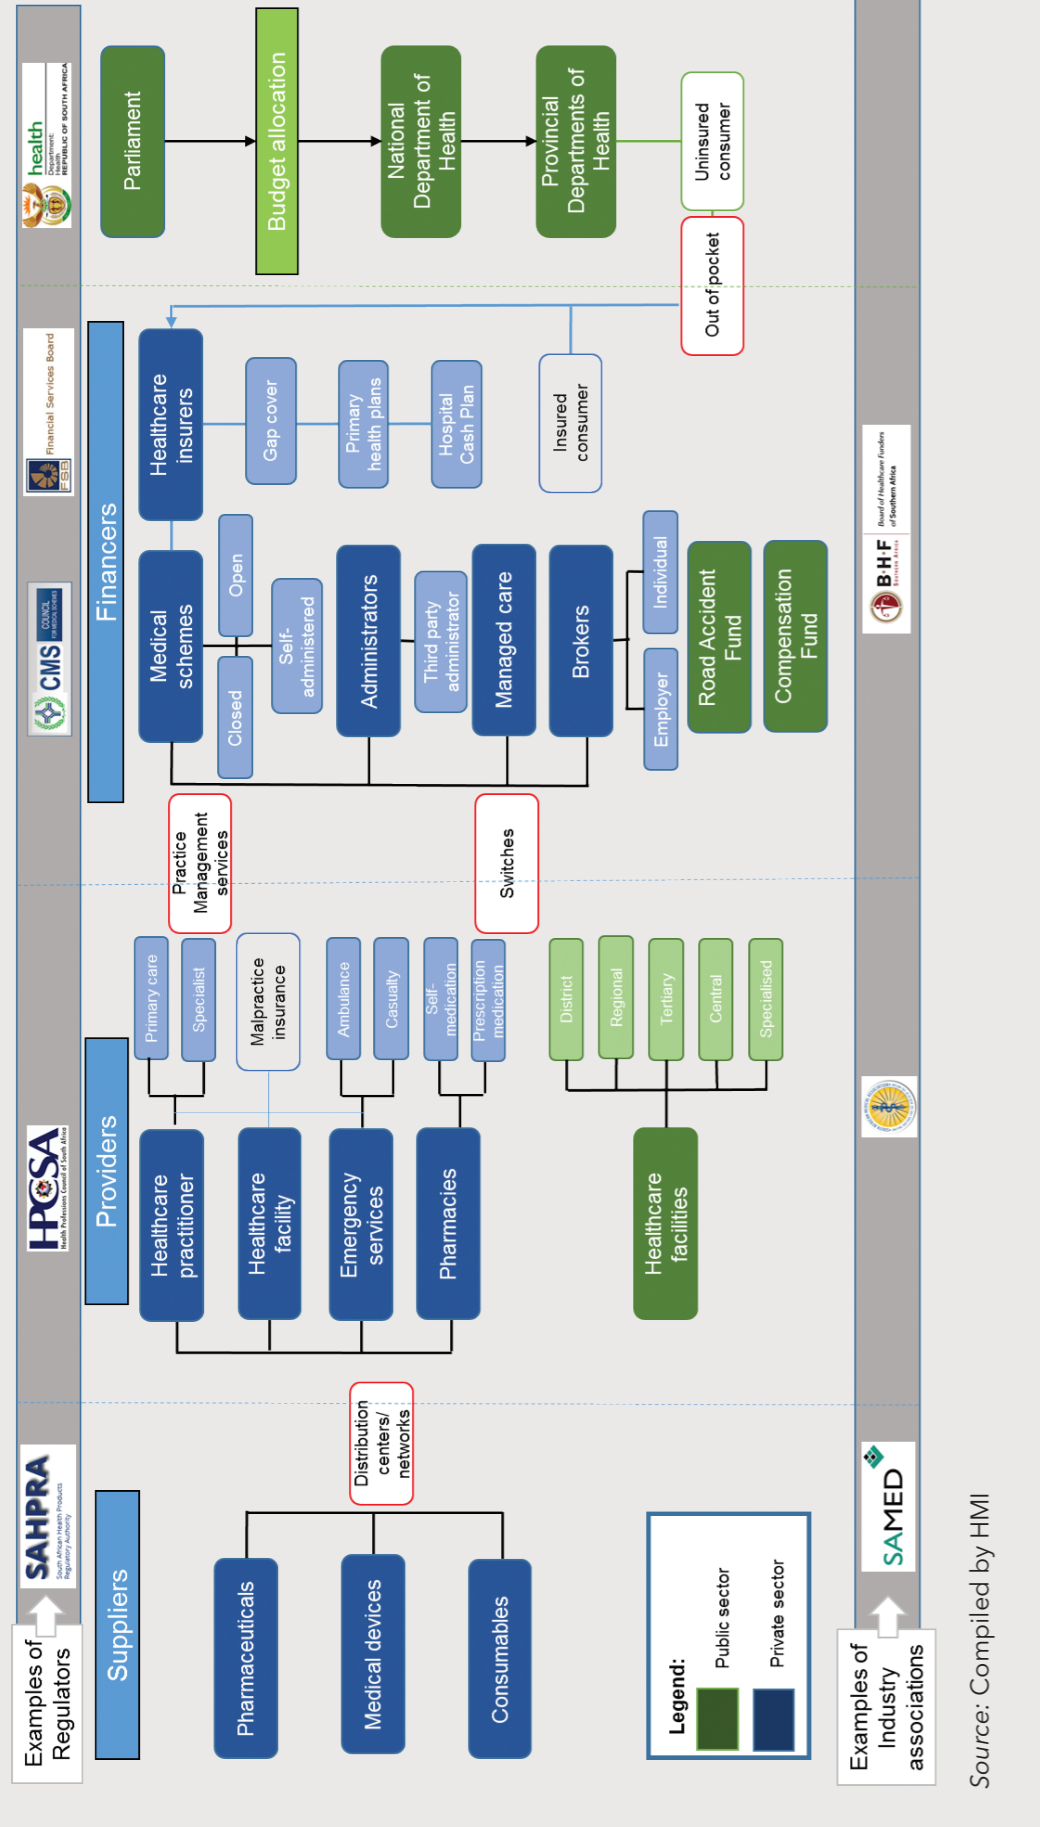 Examples of
Regulators
SAHPRA
South African Health Products
Regulatory Authority
HPCSA
Health Professions Council of South Africa
CMS
COUNCIL
FOR MEDICAL SCHEMES
FSB
Financial Services Board
health
Department:
Health
REPUBLIC OF SOUTH AFRICA
Suppliers
Pharmaceuticals
Medical devices
Consumables
Distribution
centers/
networks
Legend:
Public sector
Private sector
Providers
Healthcare
practitioner
Primary care
Specialist
Healthcare
facility
Malpractice
insurance
Emergency
services
Ambulance
Casualty
Pharmacies
Self-
medication
Prescription
medication
Healthcare
facilities
District
Regional
Tertiary
Central
Specialised
Practice
Management
services
Switches
Financers
Medical
schemes
Closed
Open
Self-
administered
Administrators
Third party
administrator
Managed care
Brokers
Employer
Individual
Road Accident
Fund
Compensation
Fund
Healthcare
insurers
Gap cover
Primary
health plans
Hospital
Cash Plan
Insured
consumer
Out of pocket
Parliament
Budget allocation
National
Department of
Health
Provincial
Departments of
Health
Uninsured
consumer
Examples of
Industry
associations
SAMED
B·H·F
Southern Africa
Board of Healthcare Funders
of Southern Africa
Source: Compiled by HMI